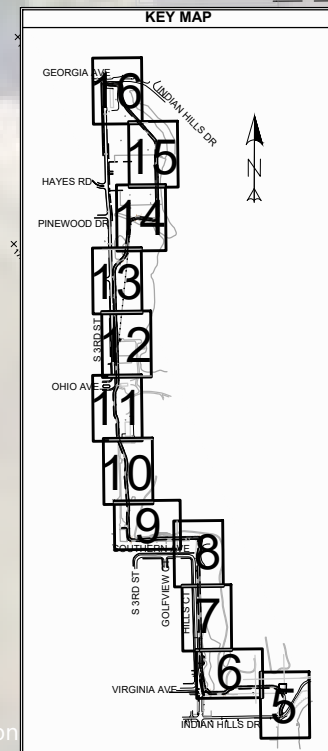 KEY MAP
GEORGIA AVE
INDIAN HILLS DR
16
15
HAYES RD
14
PINEWOOD DR
N
13
S 3RD ST
12
OHIO AVE
11
10
9
SOUTHERN AVE
8
S 3RD ST
HILLS CT
7
6
VIRGINIA AVE
5
INDIAN HILLS DR
on